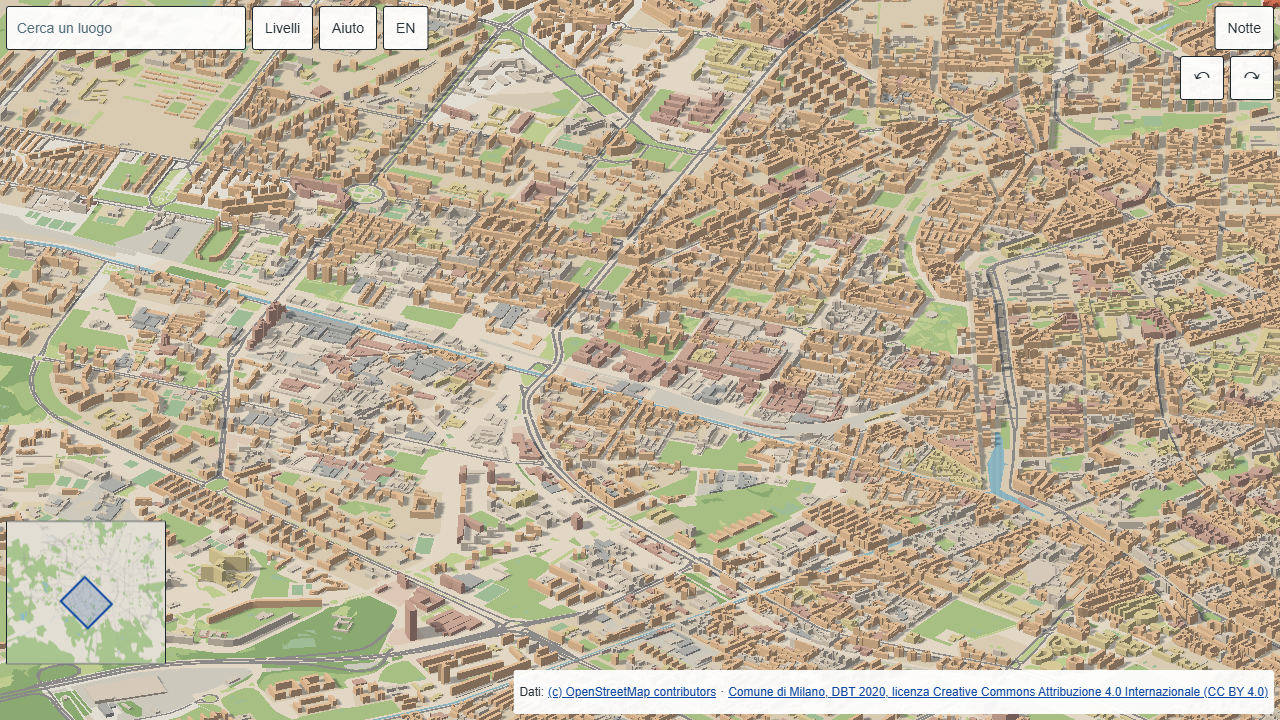 Cerca un luogo
Livelli
Aiuto
EN
Notte
Dati: (c) OpenStreetMap contributors · Comune di Milano, DBT 2020, licenza Creative Commons Attribuzione 4.0 Internazionale (CC BY 4.0)